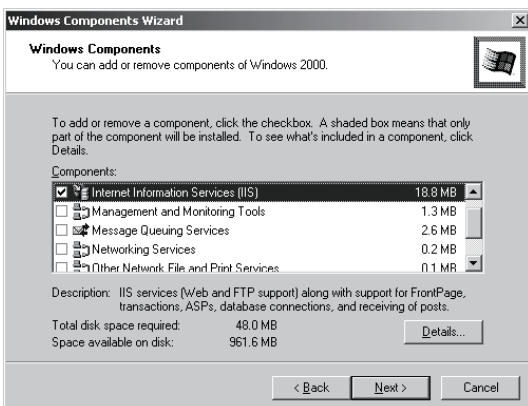 Windows Components Wizard
Windows Components
You can add or remove components of Windows 2000.
To add or remove a component, click the checkbox. A shaded box means that only
part of the component will be installed. To see what's included in a component, click
Details.
Components:
Internet Information Services (IIS) 18.8 MB
Management and Monitoring Tools 1.3 MB
Message Queuing Services 2.6 MB
Networking Services 0.2 MB
Other Network File and Print Services 0.1 MB
Description: IIS services (Web and FTP support) along with support for FrontPage,
transactions, ASPs, database connections, and receiving of posts.
Total disk space required: 48.0 MB
Space available on disk: 961.6 MB
Details...
< Back Next > Cancel